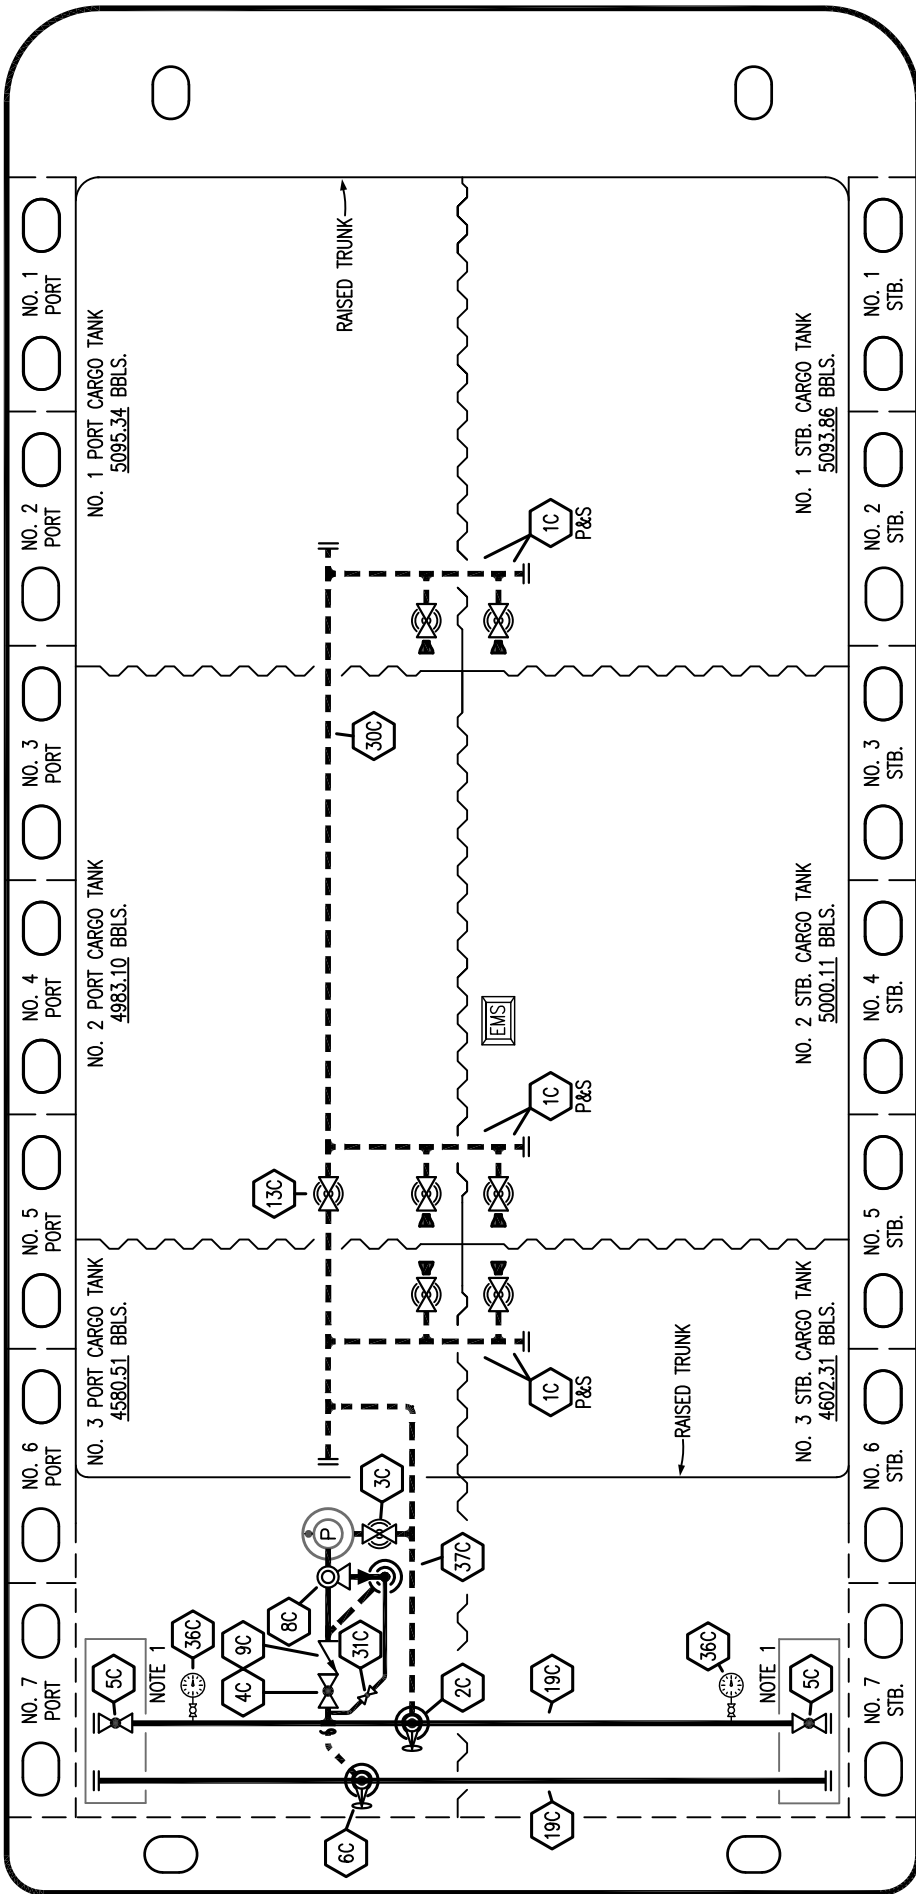 NO. 1
PORT
NO. 2
PORT
NO. 3
PORT
NO. 4
PORT
NO. 5
PORT
NO. 6
PORT
NO. 7
PORT
NO. 1 PORT CARGO TANK
5095.34 BBLS.
NO. 2 PORT CARGO TANK
4983.10 BBLS.
NO. 3 PORT CARGO TANK
4580.51 BBLS.
RAISED TRUNK
30C
13C
1C
P&S
1C
P&S
1C
P&S
EMS
P
3C
8C
9C
4C
31C
37C
2C
6C
36C
5C
NOTE 1
19C
19C
36C
NOTE 1
5C
RAISED TRUNK
NO. 1 STB. CARGO TANK
5093.86 BBLS.
NO. 2 STB. CARGO TANK
5000.11 BBLS.
NO. 3 STB. CARGO TANK
4602.31 BBLS.
NO. 1
STB.
NO. 2
STB.
NO. 3
STB.
NO. 4
STB.
NO. 5
STB.
NO. 6
STB.
NO. 7
STB.